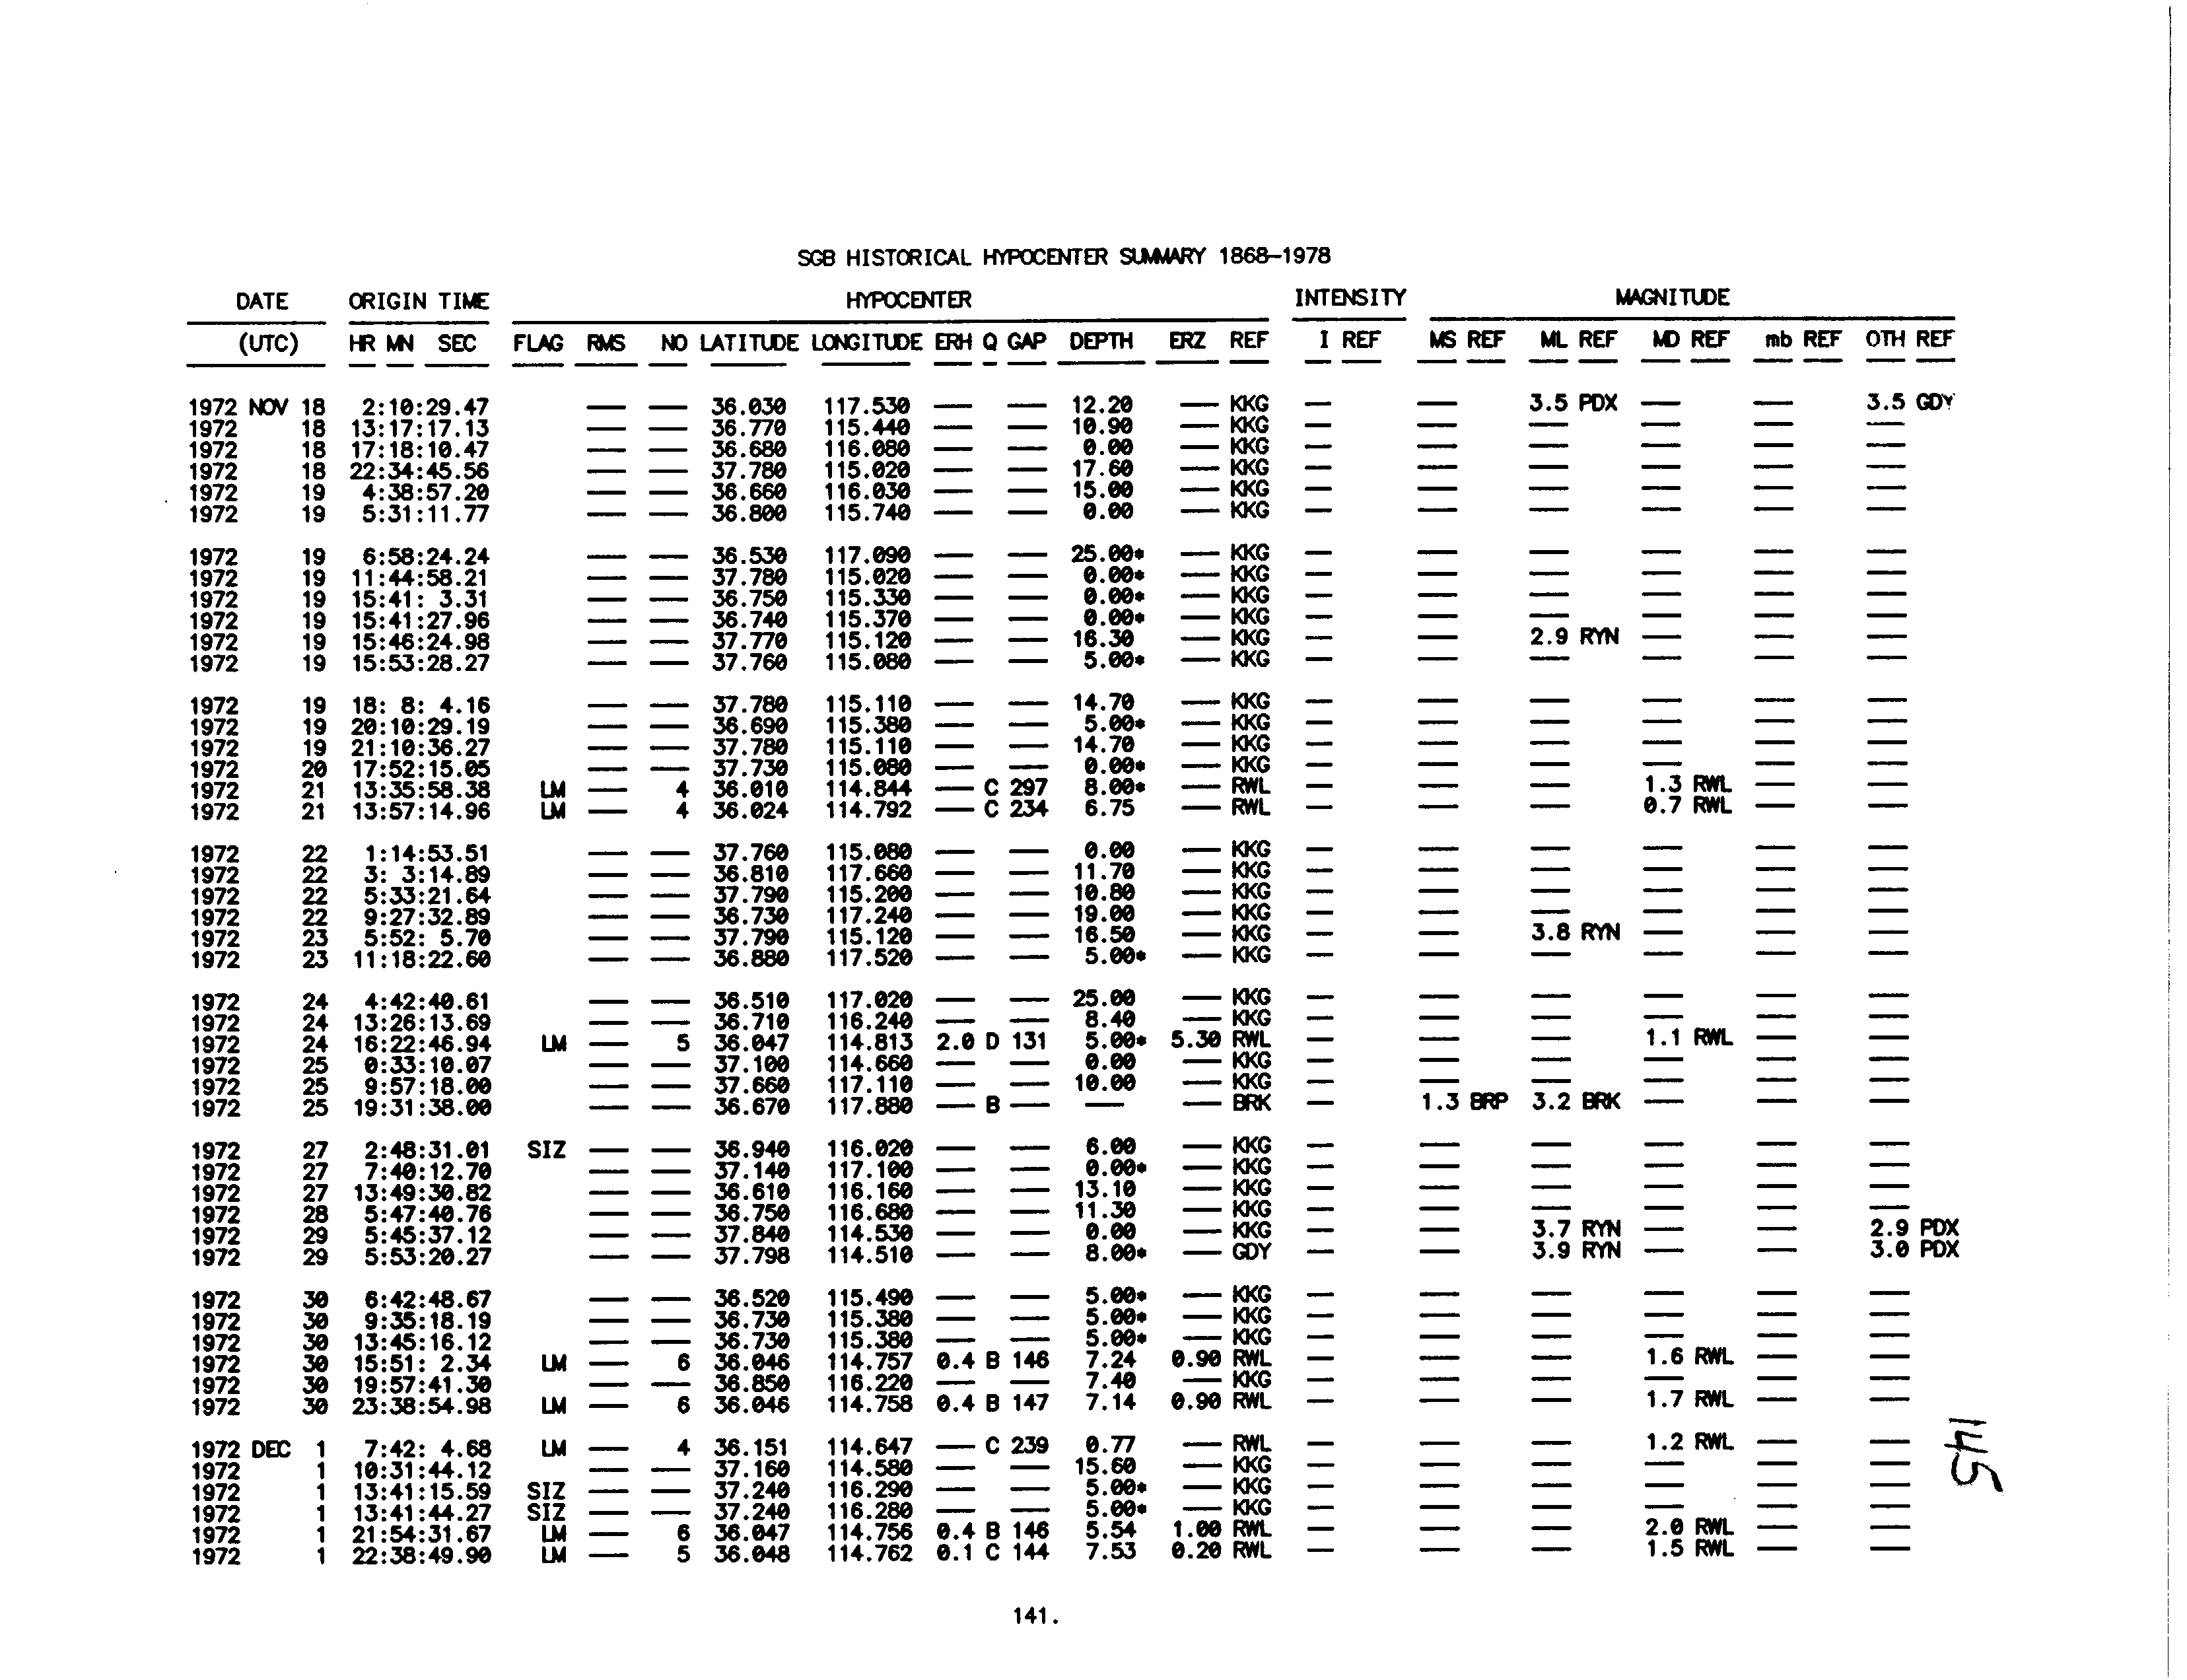 SGB HISTORICAL HYPOCENTER SUMMARY 1868–1978
DATE ORIGIN TIME HYPOCENTER INTENSITY MAGNITUDE
(UTC) HR MN SEC FLAG RMS NO LATITUDE LONGITUDE ERH Q GAP DEPTH ERZ REF I REF MS REF ML REF MD REF mb REF OTH REF
1972 NOV 18 2:10:29.47 — — 36.030 117.530 — — 12.20 — KKG — — 3.5 PDX — — 3.5 GDY
1972 18 13:17:17.13 — — 36.770 115.440 — — 10.90 — KKG — — — — — —
1972 18 17:18:10.47 — — 36.680 116.080 — — 0.00 — KKG — — — — — —
1972 18 22:34:45.56 — — 37.780 115.020 — — 17.60 — KKG — — — — — —
1972 19 4:38:57.20 — — 36.660 116.030 — — 15.00 — KKG — — — — — —
1972 19 5:31:11.77 — — 36.800 115.740 — — 0.00 — KKG — — — — — —
1972 19 6:58:24.24 — — 36.530 117.090 — — 25.00* — KKG — — — — — —
1972 19 11:44:58.21 — — 37.780 115.020 — — 0.00* — KKG — — — — — —
1972 19 15:41: 3.31 — — 36.750 115.330 — — 0.00* — KKG — — — — — —
1972 19 15:41:27.96 — — 36.740 115.370 — — 0.00* — KKG — — — — — —
1972 19 15:46:24.98 — — 37.770 115.120 — — 16.30 — KKG — — 2.9 RYN — — —
1972 19 15:53:28.27 — — 37.760 115.080 — — 5.00* — KKG — — — — — —
1972 19 18: 8: 4.16 — — 37.780 115.110 — — 14.70 — KKG — — — — — —
1972 19 20:10:29.19 — — 36.690 115.380 — — 5.00* — KKG — — — — — —
1972 19 21:10:36.27 — — 37.780 115.110 — — 14.70 — KKG — — — — — —
1972 20 17:52:15.05 — — 37.730 115.080 — — 0.00* — KKG — — — — — —
1972 21 13:35:58.38 LM — 4 36.010 114.844 — C 297 8.00* — RWL — — — 1.3 RWL — —
1972 21 13:57:14.96 LM — 4 36.024 114.792 — C 234 6.75 — RWL — — — 0.7 RWL — —
1972 22 1:14:53.51 — — 37.760 115.080 — — 0.00 — KKG — — — — — —
1972 22 3: 3:14.89 — — 36.810 117.660 — — 11.70 — KKG — — — — — —
1972 22 5:33:21.64 — — 37.790 115.200 — — 10.80 — KKG — — — — — —
1972 22 9:27:32.89 — — 36.730 117.240 — — 19.00 — KKG — — — — — —
1972 23 5:52: 5.70 — — 37.790 115.120 — — 16.50 — KKG — — 3.8 RYN — — —
1972 23 11:18:22.60 — — 36.880 117.520 — — 5.00* — KKG — — — — — —
1972 24 4:42:40.61 — — 36.510 117.020 — — 25.00 — KKG — — — — — —
1972 24 13:26:13.69 — — 36.710 116.240 — — 8.40 — KKG — — — — — —
1972 24 16:22:46.94 LM — 5 36.047 114.813 2.0 D 131 5.00* 5.30 RWL — — — 1.1 RWL — —
1972 25 0:33:10.07 — — 37.100 114.660 — — 0.00 — KKG — — — — — —
1972 25 9:57:18.00 — — 37.660 117.110 — — 10.00 — KKG — — — — — —
1972 25 19:31:38.00 — — 36.670 117.880 — B — — — BRK — 1.3 BRP 3.2 BRK — — —
1972 27 2:48:31.01 SIZ — — 36.940 116.020 — — 6.00 — KKG — — — — — —
1972 27 7:40:12.70 — — 37.140 117.100 — — 0.00* — KKG — — — — — —
1972 27 13:49:30.82 — — 36.610 116.160 — — 13.10 — KKG — — — — — —
1972 28 5:47:40.76 — — 36.750 116.680 — — 11.30 — KKG — — — — — —
1972 29 5:45:37.12 — — 37.840 114.530 — — 0.00 — KKG — — 3.7 RYN — — 2.9 PDX
1972 29 5:53:20.27 — — 37.798 114.510 — — 8.00* — GDY — — 3.9 RYN — — 3.0 PDX
1972 30 6:42:48.67 — — 36.520 115.490 — — 5.00* — KKG — — — — — —
1972 30 9:35:18.19 — — 36.730 115.380 — — 5.00* — KKG — — — — — —
1972 30 13:45:16.12 — — 36.730 115.380 — — 5.00* — KKG — — — — — —
1972 30 15:51: 2.34 LM — 6 36.046 114.757 0.4 B 146 7.24 0.90 RWL — — — 1.6 RWL — —
1972 30 19:57:41.30 — — 36.850 116.220 — — 7.40 — KKG — — — — — —
1972 30 23:38:54.98 LM — 6 36.046 114.758 0.4 B 147 7.14 0.90 RWL — — — 1.7 RWL — —
1972 DEC 1 7:42: 4.68 LM — 4 36.151 114.647 — C 239 0.77 — RWL — — — 1.2 RWL — —
1972 1 10:31:44.12 — — 37.160 114.580 — — 15.60 — KKG — — — — — —
1972 1 13:41:15.59 SIZ — — 37.240 116.290 — — 5.00* — KKG — — — — — —
1972 1 13:41:44.27 SIZ — — 37.240 116.280 — — 5.00* — KKG — — — — — —
1972 1 21:54:31.67 LM — 6 36.047 114.756 0.4 B 146 5.54 1.00 RWL — — — 2.0 RWL — —
1972 1 22:38:49.90 LM — 5 36.048 114.762 0.1 C 144 7.53 0.20 RWL — — — 1.5 RWL — —
145
141.